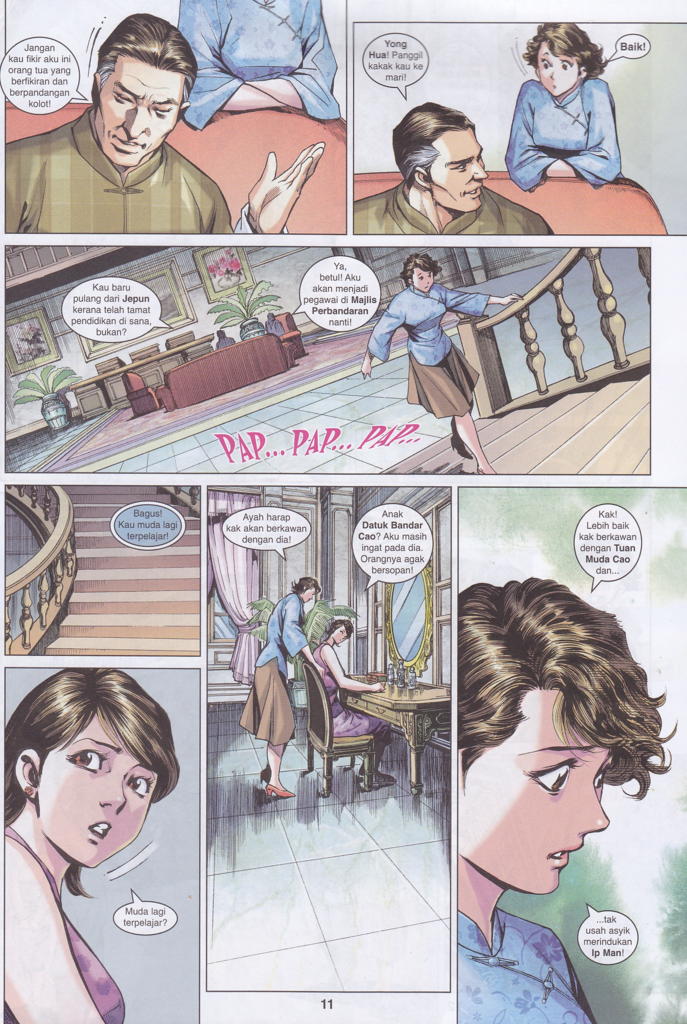 Jangan
kau fikir aku ini
orang tua yang
berfikiran dan
berpandangan
kolot!
Yong
Hua! Panggil
kakak kau ke
mari!
Baik!
Kau baru
pulang dari Jepun
kerana telah tamat
pendidikan di sana,
bukan?
Ya,
betul! Aku
akan menjadi
pegawai di Majlis
Perbandaran
nanti!
PAP... PAP... PAP...
Bagus!
Kau muda lagi
terpelajar!
Muda lagi
terpelajar?
Ayah harap
kak akan berkawan
dengan dia!
Anak
Datuk Bandar
Cao? Aku masih
ingat pada dia.
Orangnya agak
bersopan!
Kak!
Lebih baik
kak berkawan
dengan Tuan
Muda Cao
dan...
...tak
usah asyik
merindukan
Ip Man!
11